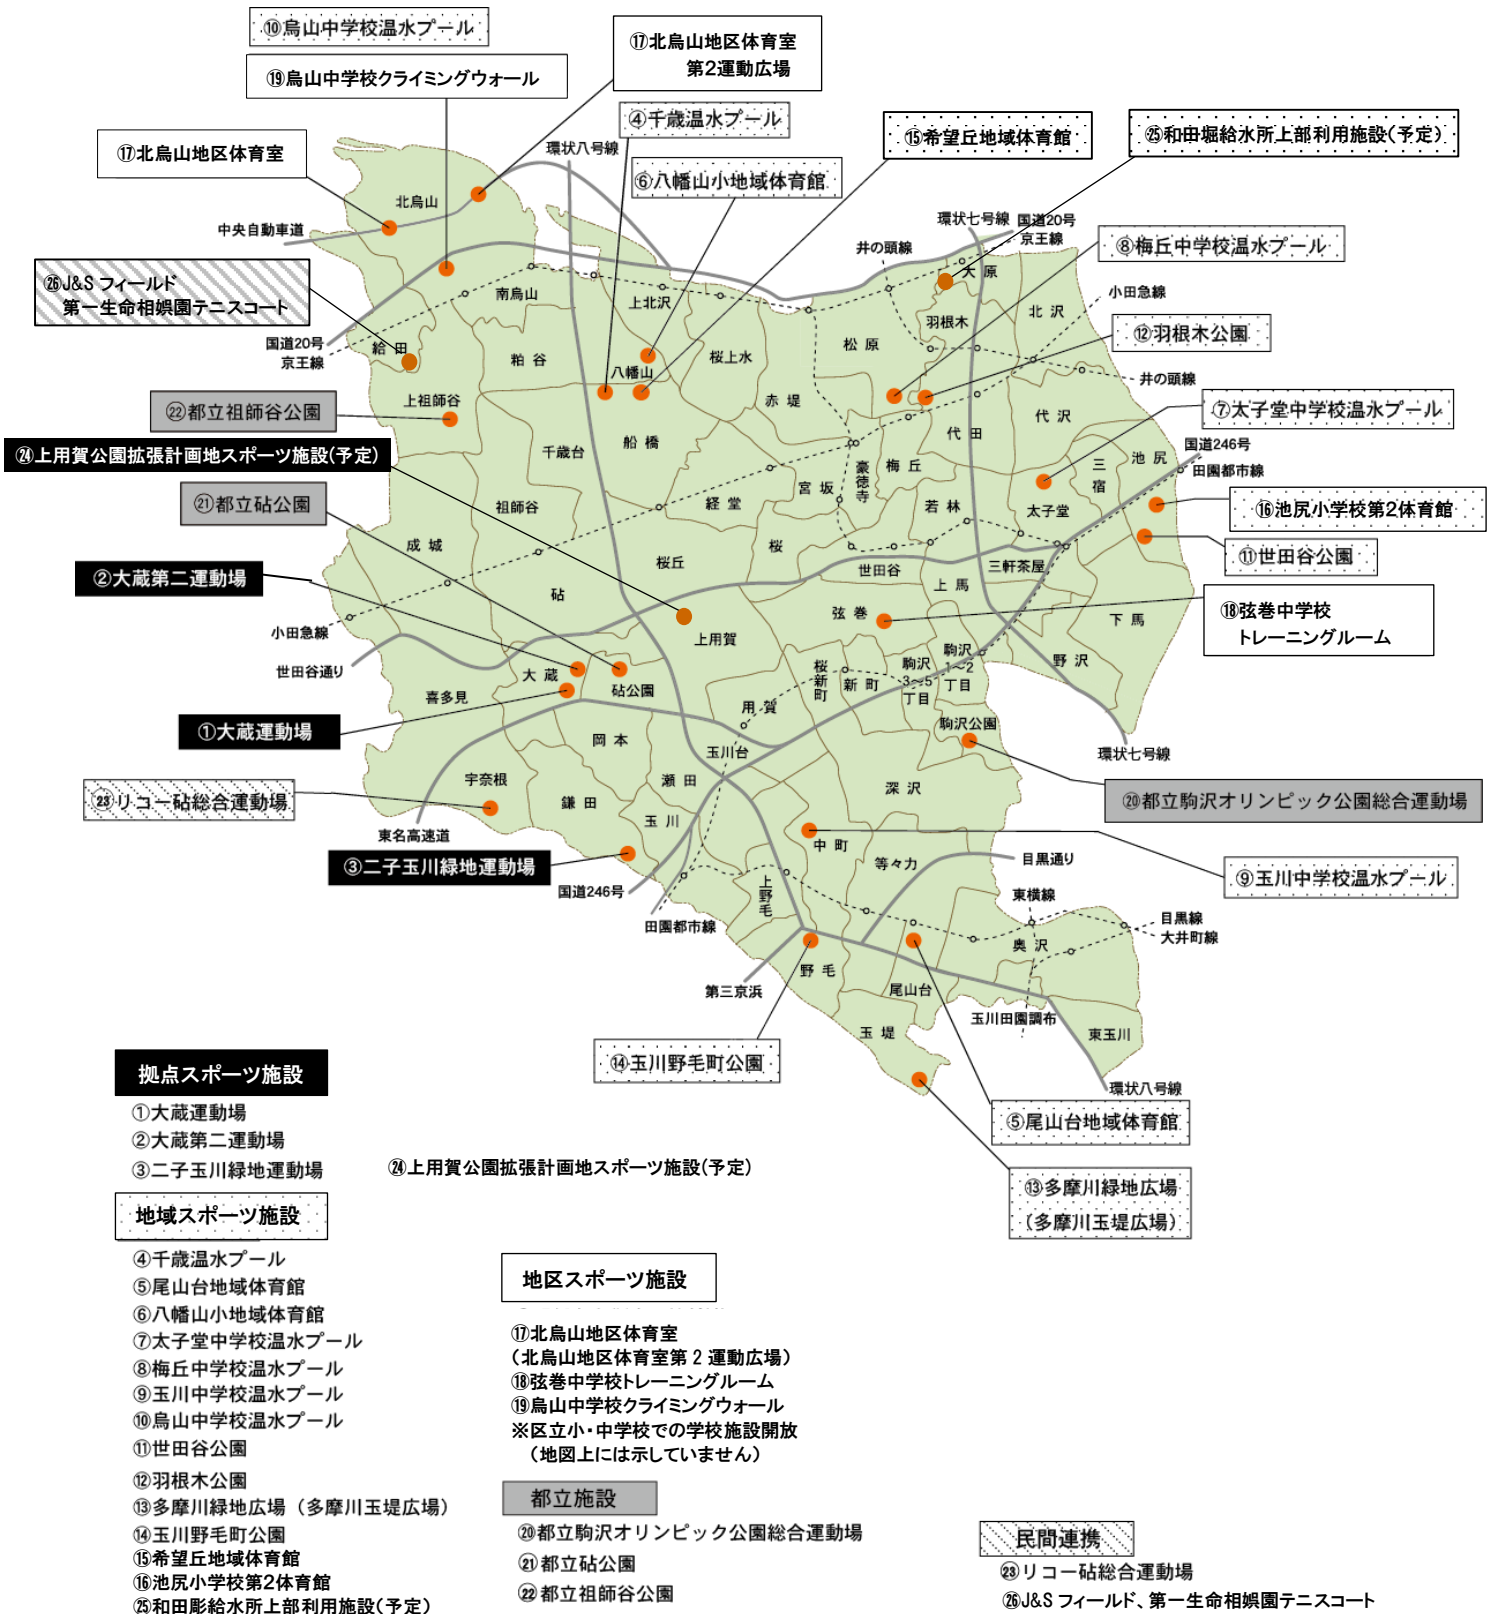 ⑩烏山中学校温水プール
⑰北烏山地区体育室
第2運動広場
⑲烏山中学校クライミングウォール
④千歳温水プール
⑮希望丘地域体育館
㉕和田堀給水所上部利用施設(予定)
⑰北烏山地区体育室
環状八号線
⑥八幡山小地域体育館
北烏山
中央自動車道
環状七号線
国道20号
京王線
井の頭線
⑧梅丘中学校温水プール
大原
㉖J&Sフィールド
第一生命相娯園テニスコート
南烏山
上北沢
小田急線
北沢
羽根木
⑫羽根木公園
国道20号
京王線
給田
粕谷
八幡山
桜上水
松原
井の頭線
上祖師谷
㉒都立祖師谷公園
赤堤
代沢
⑦太子堂中学校温水プール
代田
国道246号
㉔上用賀公園拡張計画地スポーツ施設(予定)
千歳台
船橋
池尻
田園都市線
三宿
梅丘
豪徳寺
宮坂
㉑都立砧公園
祖師谷
経堂
若林
太子堂
⑯池尻小学校第2体育館
成城
桜
桜丘
世田谷
三軒茶屋
⑪世田谷公園
②大蔵第二運動場
砧
上馬
弦巻
下馬
⑱弦巻中学校
トレーニングルーム
小田急線
上用賀
世田谷通り
大蔵
砧公園
桜新町
新町
駒沢
3~5
丁目
駒沢
1~2
丁目
野沢
喜多見
用賀
駒沢公園
①大蔵運動場
岡本
玉川台
環状七号線
宇奈根
瀬田
深沢
㉓リコー砧総合運動場
鎌田
⑳都立駒沢オリンピック公園総合運動場
玉川
東名高速道
中町
等々力
目黒通り
③二子玉川緑地運動場
⑨玉川中学校温水プール
国道246号
上野毛
東横線
田園都市線
目黒線
大井町線
奥沢
野毛
第三京浜
尾山台
玉川田園調布
玉堤
東玉川
⑭玉川野毛町公園
環状八号線
⑤尾山台地域体育館
⑬多摩川緑地広場
(多摩川玉堤広場)
拠点スポーツ施設
①大蔵運動場
②大蔵第二運動場
③二子玉川緑地運動場
㉔上用賀公園拡張計画地スポーツ施設(予定)
地域スポーツ施設
④千歳温水プール
⑤尾山台地域体育館
⑥八幡山小地域体育館
⑦太子堂中学校温水プール
⑧梅丘中学校温水プール
⑨玉川中学校温水プール
⑩烏山中学校温水プール
⑪世田谷公園
⑫羽根木公園
⑬多摩川緑地広場(多摩川玉堤広場)
⑭玉川野毛町公園
⑮希望丘地域体育館
⑯池尻小学校第2体育館
㉕和田彫給水所上部利用施設(予定)
地区スポーツ施設
⑰北烏山地区体育室
(北烏山地区体育室第2運動広場)
⑱弦巻中学校トレーニングルーム
⑲烏山中学校クライミングウォール
※区立小・中学校での学校施設開放
(地図上には示していません)
都立施設
⑳都立駒沢オリンピック公園総合運動場
㉑都立砧公園
㉒都立祖師谷公園
民間連携
㉓リコー砧総合運動場
㉖J&Sフィールド、第一生命相娯園テニスコート